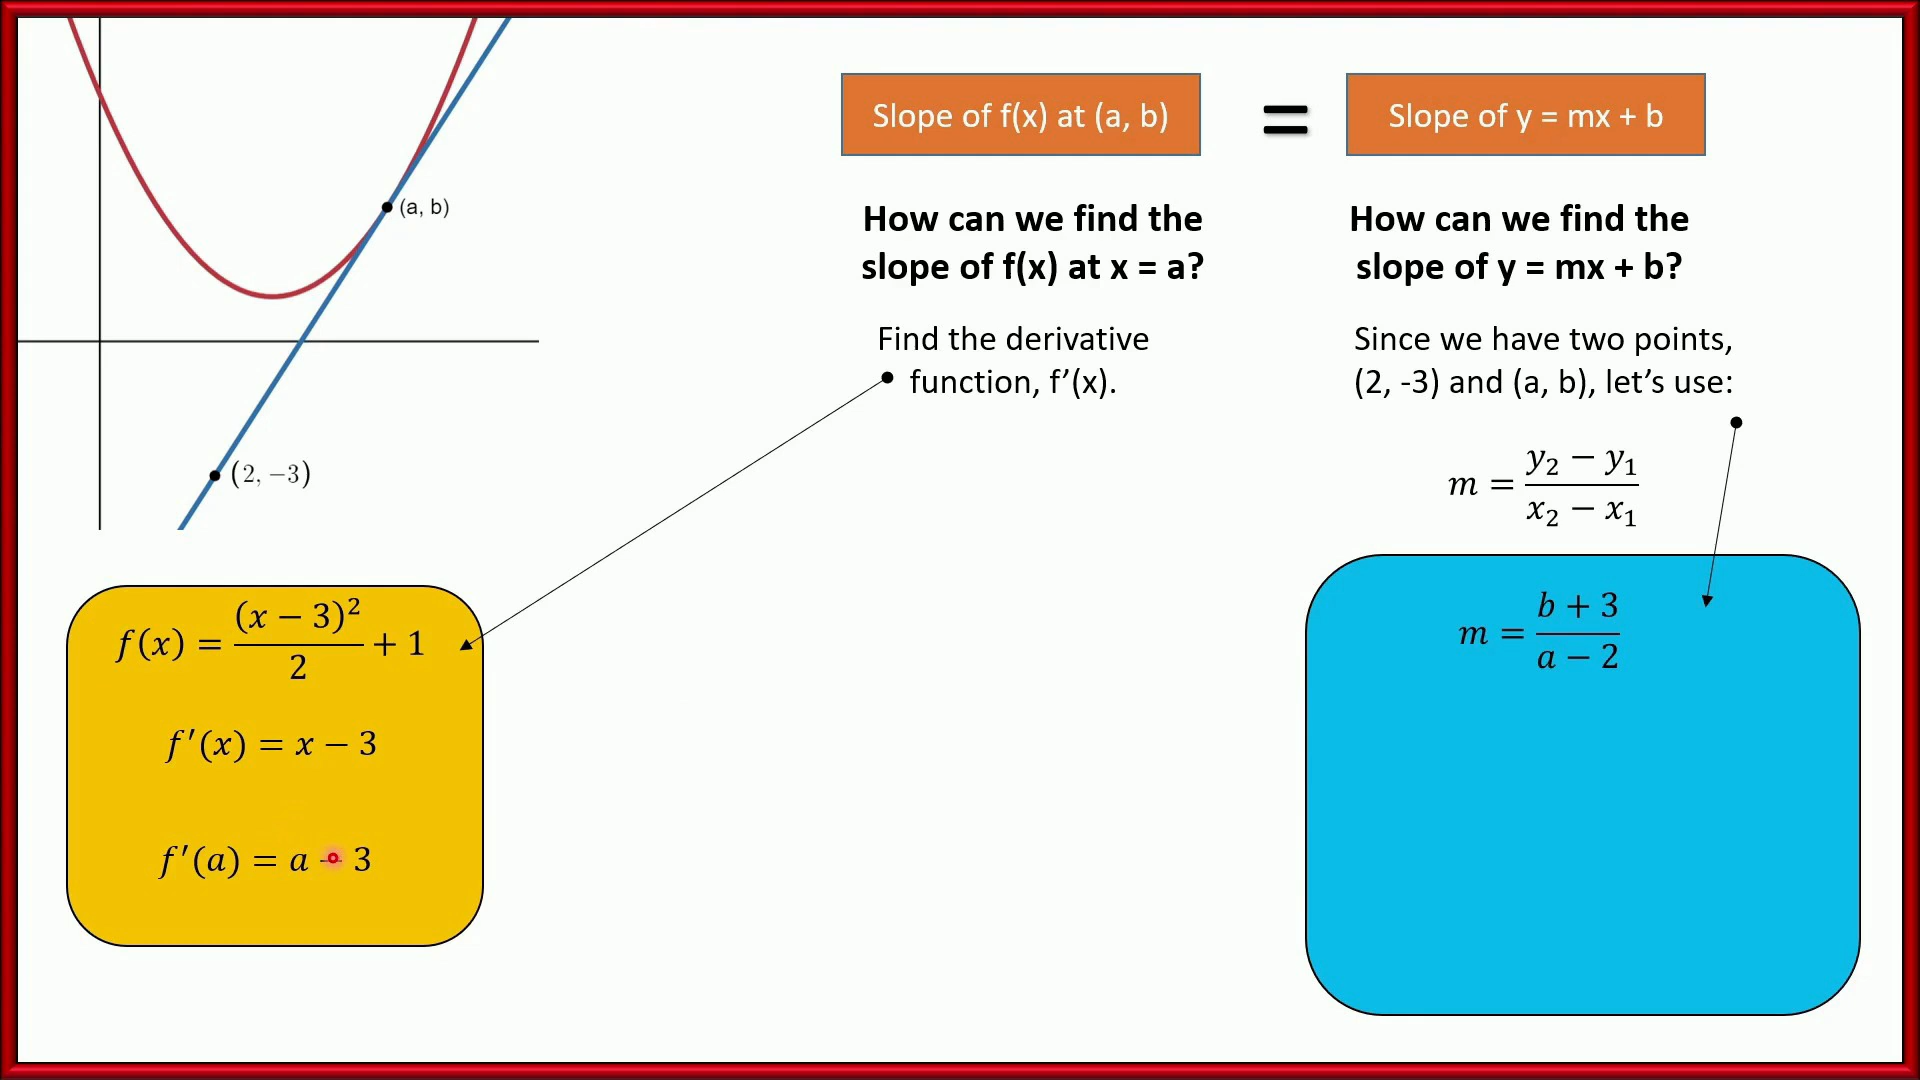 (a, b)
(2, −3)
Slope of f(x) at (a, b)
=
Slope of y = mx + b
How can we find the
slope of f(x) at x = a?
Find the derivative
function, f’(x).
How can we find the
slope of y = mx + b?
Since we have two points,
(2, -3) and (a, b), let’s use:
m = (y₂ − y₁)/(x₂ − x₁)
f(x) = (x − 3)²/2 + 1
f′(x) = x − 3
f′(a) = a − 3
m = (b + 3)/(a − 2)